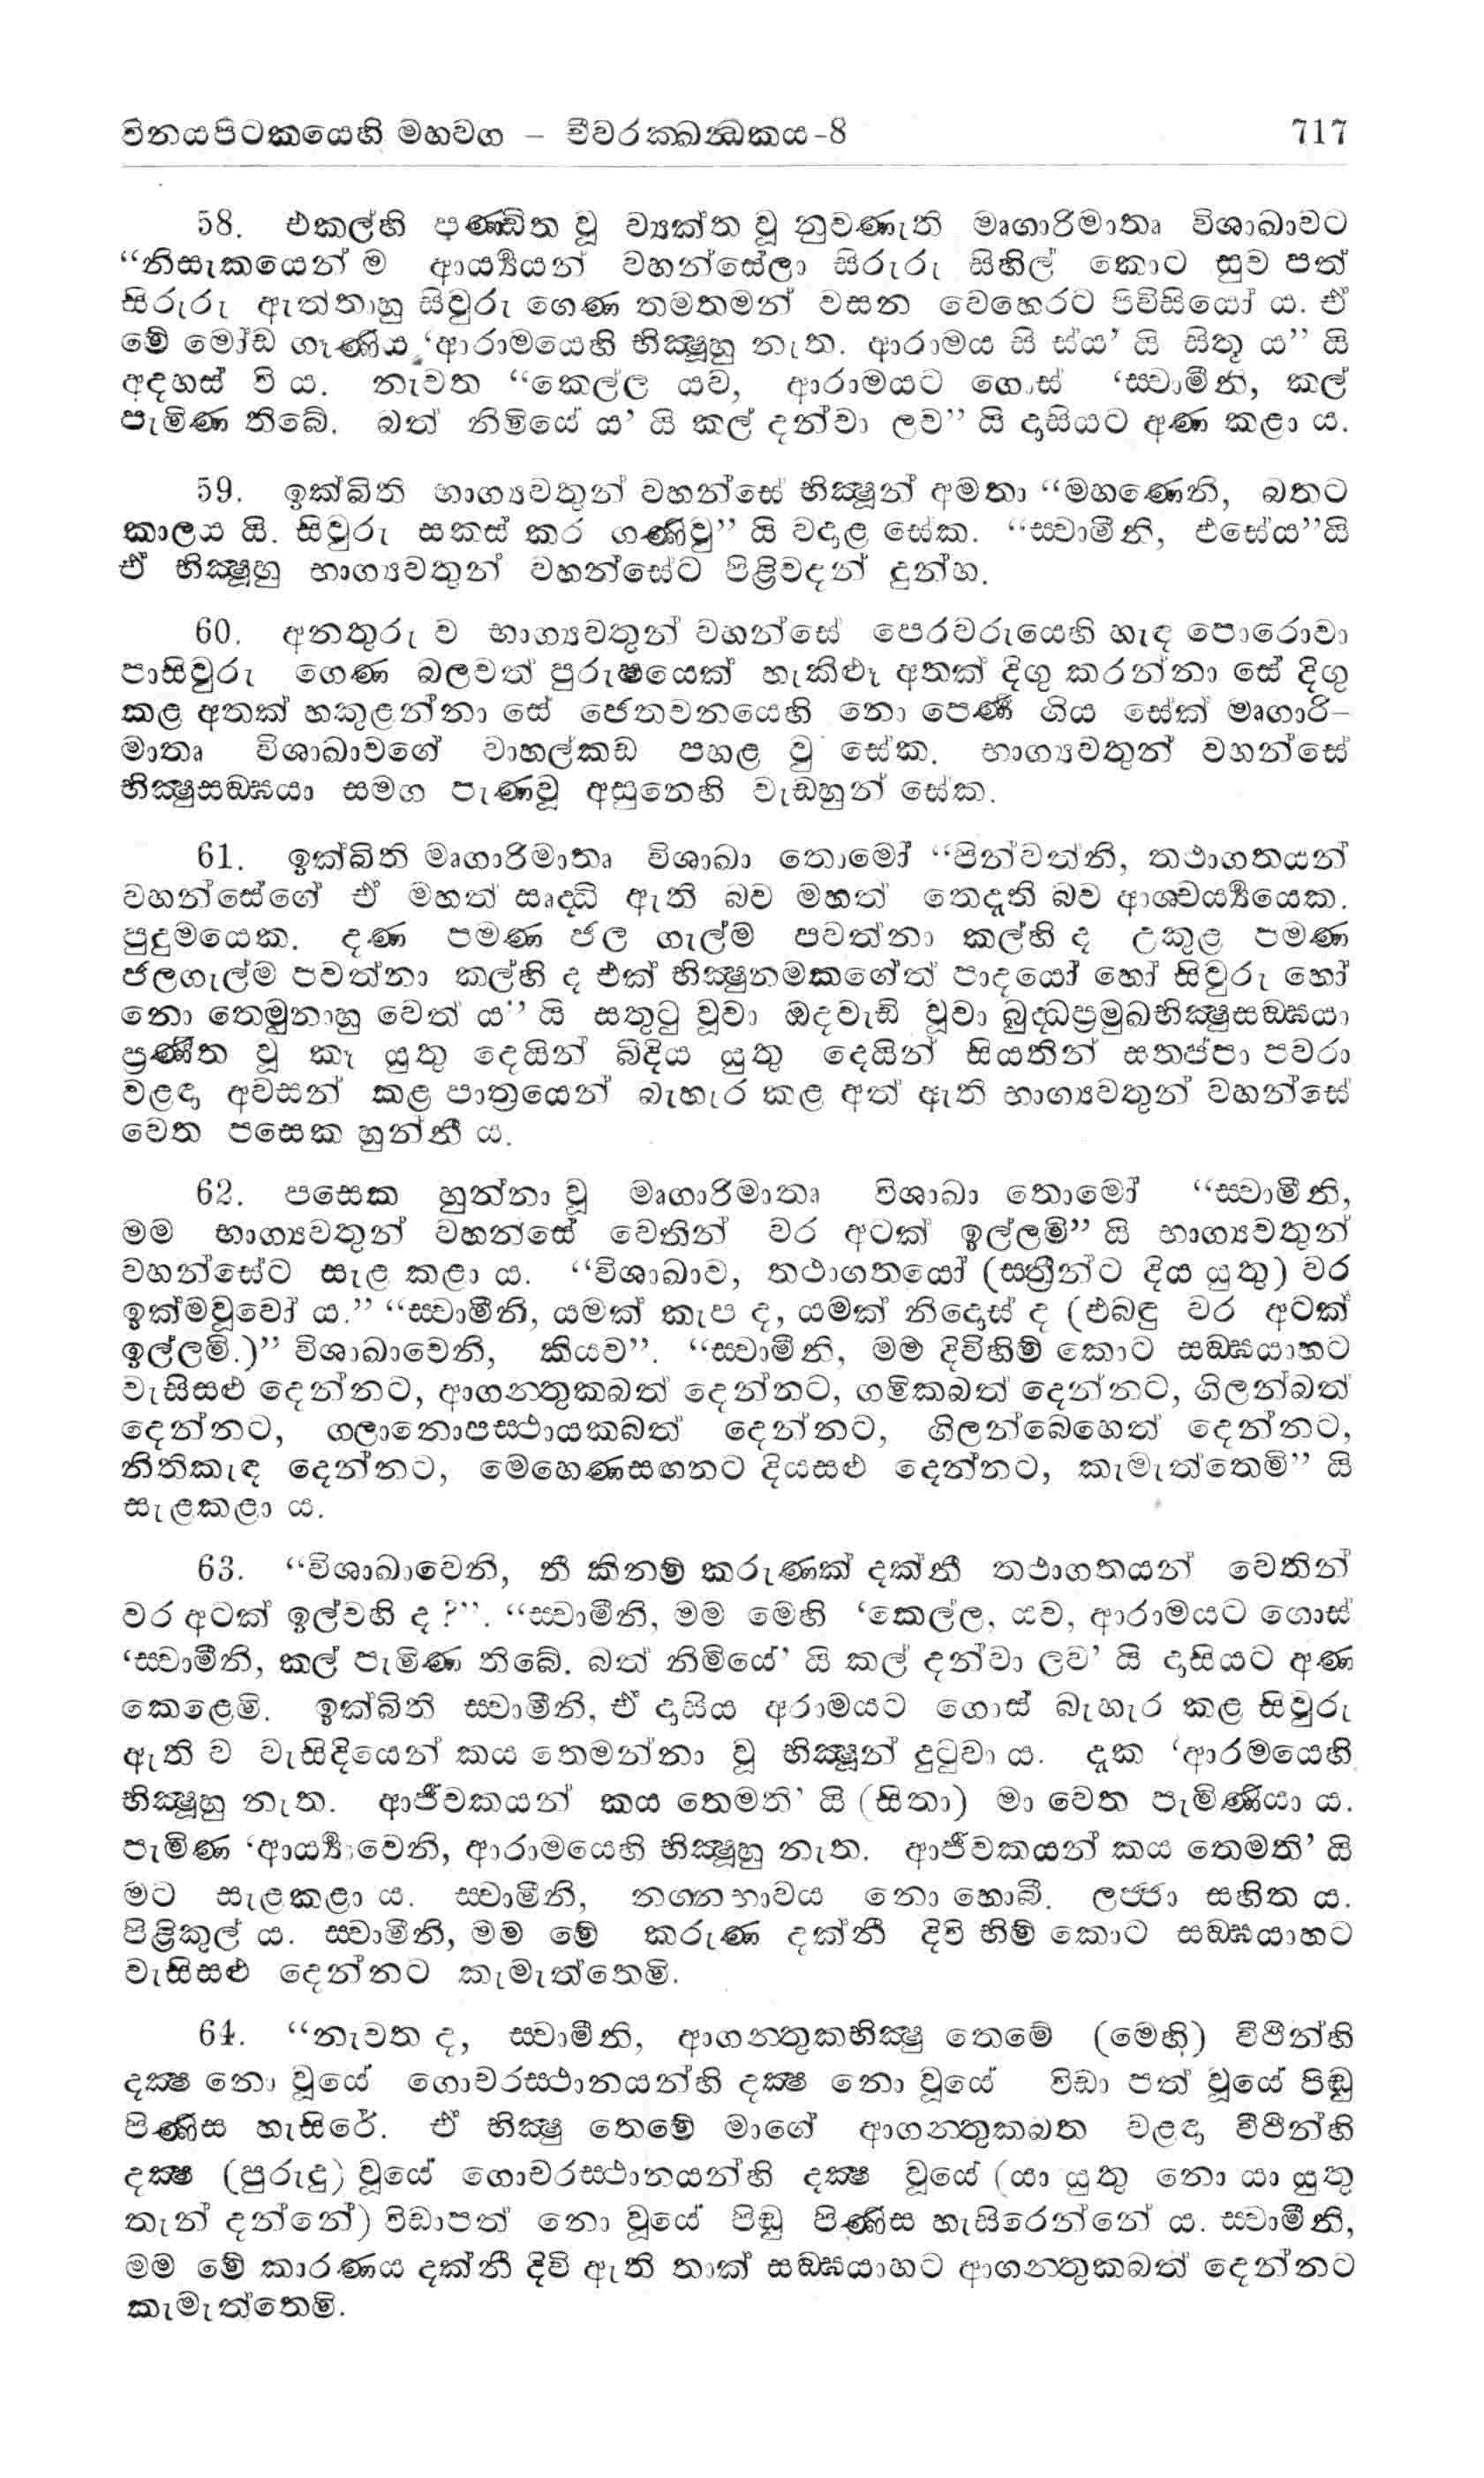 විනයපිටකයෙහි මහවග – චීවරක්ඛන්ධකය-8 717
58. එකල්හි පණ්ඩිත වූ ව්‍යක්ත වූ නුවණැති මෘගාරිමාතෘ විශාඛාවට
“නිසැකයෙන් ම ආර්‍ය්‍යයන් වහන්සේලා සිරුරු සිහිල් කොට සුව පත්
සිරුරු ඇත්තාහු සිවුරු ගෙණ තමතමන් වසන වෙහෙරට පිවිසියෝ ය. ඒ
මේ මෝඩ ගෑණිය ‘ආරාමයෙහි භික්‍ෂූහු නැත. ආරාමය සි ස්ය’ යි සිතූ ය” යි
අදහස් වි ය. නැවත “කෙල්ල යව, ආරාමයට ගොස් ‘ස්වාමීනි, කල්
පැමිණ තිබේ. බත් නිමියේ ය’ යි කල් දන්වා ලව” යි දාසියට අණ කළා ය.
59. ඉක්බිති භාග්‍යවතුන් වහන්සේ භික්‍ෂූන් අමතා “මහණෙනි, බතට
කාලය යි. සිවුරු සකස් කර ගණිවු” යි වදාළ සේක. “ස්වාමීනි, එසේය”යි
ඒ භික්‍ෂූහු භාග්‍යවතුන් වහන්සේට පිළිවදන් දුන්හ.
60. අනතුරු ව භාග්‍යවතුන් වහන්සේ පෙරවරුයෙහි හැඳ පොරොවා
පාසිවුරු ගෙණ බලවත් පුරුෂයෙක් හැකිළූ අතක් දිගු කරන්නා සේ දිගු
කළ අතක් හකුළන්නා සේ ජෙතවනයෙහි නො පෙණී ගිය සේක් මෘගාරි-
මාතෘ විශාඛාවගේ වාහල්කඩ පහළ වු සේක. භාග්‍යවතුන් වහන්සේ
භික්‍ෂුසඞ්ඝයා සමග පැණවූ අසුනෙහි වැඩහුන් සේක.
61. ඉක්බිති මෘගාරිමාතෘ විශාඛා තොමෝ “පින්වත්නි, තථාගතයන්
වහන්සේගේ ඒ මහත් සෘද්ධි ඇති බව මහත් තෙදැති බව ආශ්චර්‍ය්‍යයෙක.
පුදුමයෙක. දණ පමණ ජල ගැල්ම පවත්නා කල්හි ද උකුළ පමණ
ජලගැල්ම පවත්නා කල්හි ද එක් භික්‍ෂුනමකගේත් පාදයෝ හෝ සිවුරු හෝ
නො තෙමුනාහු වෙත් ය” යි සතුටු වූවා ඔදවැඩි වූවා බුද්ධප්‍රමුඛභික්‍ෂුසඞ්ඝයා
ප්‍රණීත වූ කෑ යුතු දෙයින් බිදිය යුතු දෙයින් සියතින් සතප්පා පවරා
වළඳා අවසන් කළ පාත්‍රයෙන් බැහැර කළ අත් ඇති භාග්‍යවතුන් වහන්සේ
වෙත පසෙක හුන්නී ය.
62. පසෙක හුන්නා වූ මෘගාරිමාතෘ විශාඛා තොමෝ “ස්වාමීනි,
මම භාග්‍යවතුන් වහන්සේ වෙතින් වර අටක් ඉල්ලමි” යි භාග්‍යවතුන්
වහන්සේට සැළ කළා ය. “විශාඛාව, තථාගතයෝ (සත්‍රීන්ට දිය යුතු) වර
ඉක්මවූවෝ ය.” “ස්වාමීනි, යමක් කැප ද, යමක් නිදොස් ද (එබඳු වර අටක්
ඉල්ලමි.)” විශාඛාවෙනි, කියව”. “ස්වාමීනි, මම දිවිහිම් කොට සඞ්ඝයාහට
වැසිසළු දෙන්නට, ආගන්තුකබත් දෙන්නට, ගමිකබත් දෙන්නට, ගිලන්බත්
දෙන්නට, ගලානොපස්ථායකබත් දෙන්නට, ගිලන්බෙහෙත් දෙන්නට,
නිතිකැඳ දෙන්නට, මෙහෙණසඟනට දියසළු දෙන්නට, කැමැත්තෙමි” යි
සැළකළා ය.
63. “විශාඛාවෙනි, තී කිනම් කරුණක් දක්නී තථාගතයන් වෙතින්
වර අටක් ඉල්වහි ද ?”. “ස්වාමීනි, මම මෙහි ‘කෙල්ල, යව, ආරාමයට ගොස්
‘ස්වාමීනි, කල් පැමිණ තිබේ. බත් නිමියේ’ යි කල් දන්වා ලව’ යි දාසියට අණ
කෙළෙමි. ඉක්බිති ස්වාමීනි, ඒ දාසිය අරාමයට ගොස් බැහැර කළ සිවුරු
ඇති ව වැසිදියෙන් කය තෙමන්නා වූ භික්‍ෂූන් දුටුවා ය. දැක ‘ආරමයෙහි
භික්‍ෂූහු නැත. ආජීවකයන් කය තෙමති’ යි (සිතා) මා වෙත පැමිණියා ය.
පැමිණ ‘ආර්‍ය්‍යාවෙනි, ආරාමයෙහි භික්‍ෂූහු නැත. ආජීවකයන් කය තෙමති’ යි
මට සැළකළා ය. ස්වාමීනි, නග්නභාවය නො හොබී. ලජ්ජා සහිත ය.
පිළිකුල් ය. ස්වාමීනි, මම මේ කරුණ දක්නී දිවි හිම් කොට සඞ්ඝයාහට
වැසිසළු දෙන්නට කැමැත්තෙමි.
64. “නැවත ද, ස්වාමීනි, ආගන්තුකභික්‍ෂු තෙමේ (මෙහි) වීථීන්හි
දක්‍ෂ නො වූයේ ගොචරස්ථානයන්හි දක්‍ෂ නො වූයේ විඩා පත් වූයේ පිඬු
පිණිස හැසිරේ. ඒ භික්‍ෂු තෙමේ මාගේ ආගන්තුකබත වළඳා වීථීන්හි
දක්‍ෂ (පුරුදු) වූයේ ගොචරස්ථානයන්හි දක්‍ෂ වූයේ (යා යුතු නො යා යුතු
තැන් දන්නේ) විඩාපත් නො වූයේ පිඬු පිණිස හැසිරෙන්නේ ය. ස්වාමීනි,
මම මේ කාරණය දක්නී දිවි ඇති තාක් සඞ්ඝයාහට ආගන්තුකබත් දෙන්නට
කැමැත්තෙමි.